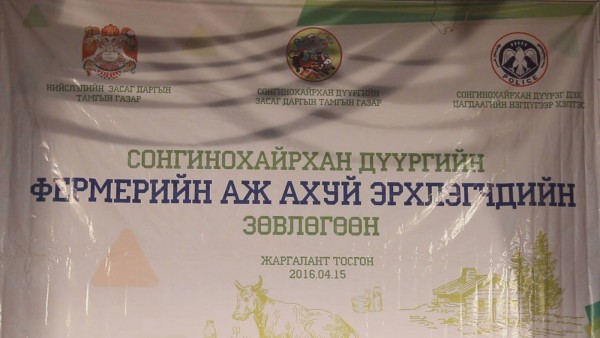 НИЙСЛЭЛИЙН ЗАСАГ ДАРГЫН
ТАМГЫН ГАЗАР
СОНГИНОХАЙРХАН ДҮҮРГИЙН
ЗАСАГ ДАРГЫН ТАМГЫН ГАЗАР
POLICE
СОНГИНОХАЙРХАН ДҮҮРЭГ ДЭХ
ЦАГДААГИЙН НЭГДҮГЭЭР ХЭЛТЭС
СОНГИНОХАЙРХАН ДҮҮРГИЙН
ФЕРМЕРИЙН АЖ АХУЙ ЭРХЛЭГЧДИЙН
ЗӨВЛӨГӨӨН
ЖАРГАЛАНТ ТОСГОН
2016.04.15